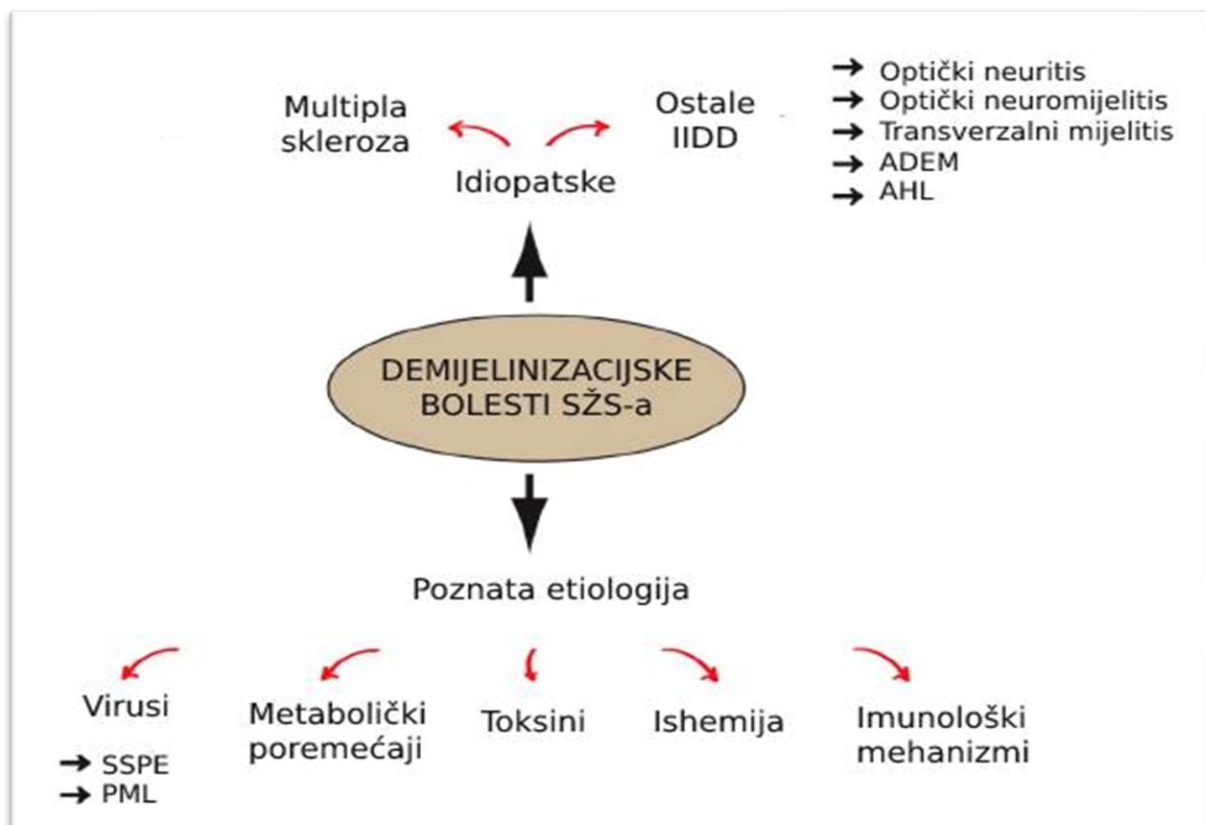 Multipla
skleroza
Ostale
IIDD
→ Optički neuritis
→ Optički neuromijelitis
→ Transverzalni mijelitis
→ ADEM
→ AHL
Idiopatske
DEMIJELINIZACIJSKE
BOLESTI SŽS-a
Poznata etiologija
Virusi
→ SSPE
→ PML
Metabolički
poremećaji
Toksini
Ishemija
Imunološki
mehanizmi